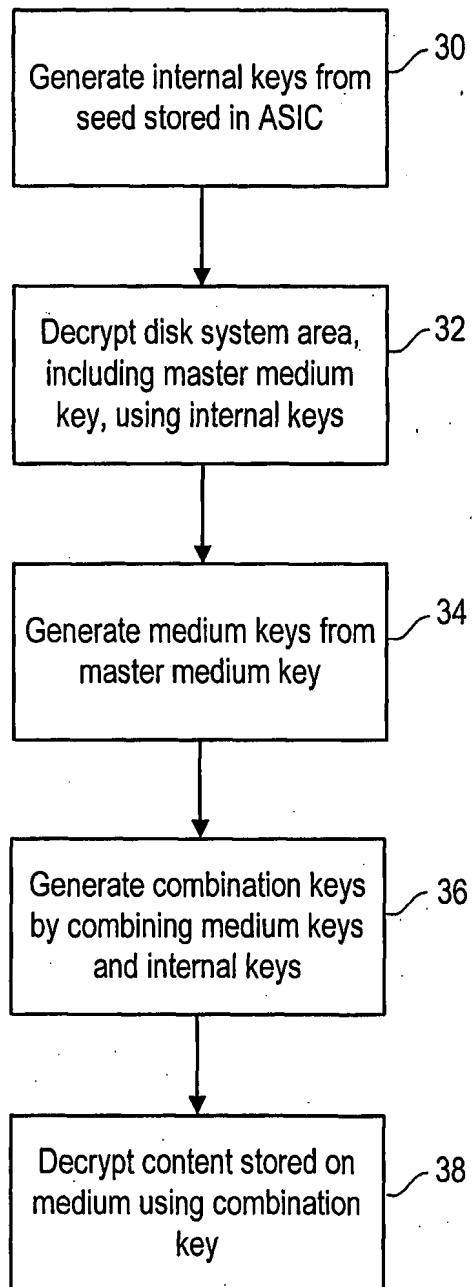 Generate internal keys from
seed stored in ASIC
30
Decrypt disk system area,
including master medium
key, using internal keys
32
Generate medium keys from
master medium key
34
Generate combination keys
by combining medium keys
and internal keys
36
Decrypt content stored on
medium using combination
key
38